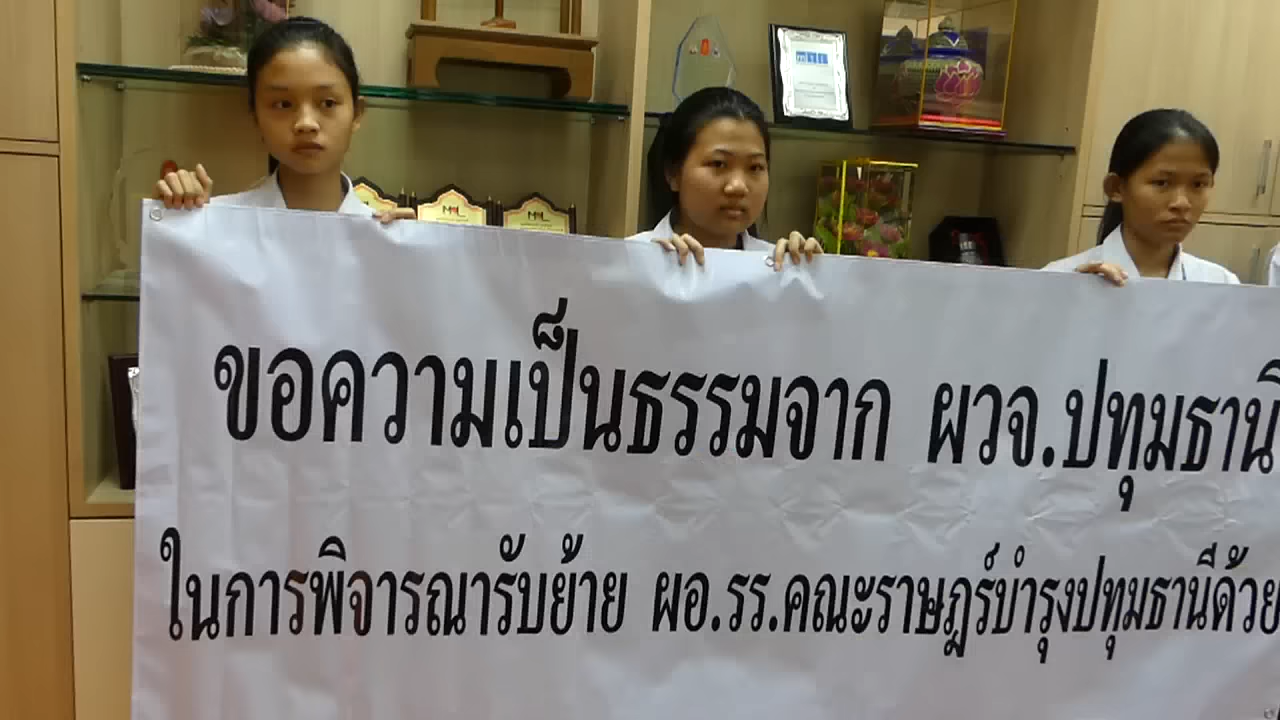 ขอความเป็นธรรมจาก ผวจ.ปทุมธานี
ในการพิจารณารับย้าย ผอ.รร.คณะราษฎร์บำรุงปทุมธานีด้วย